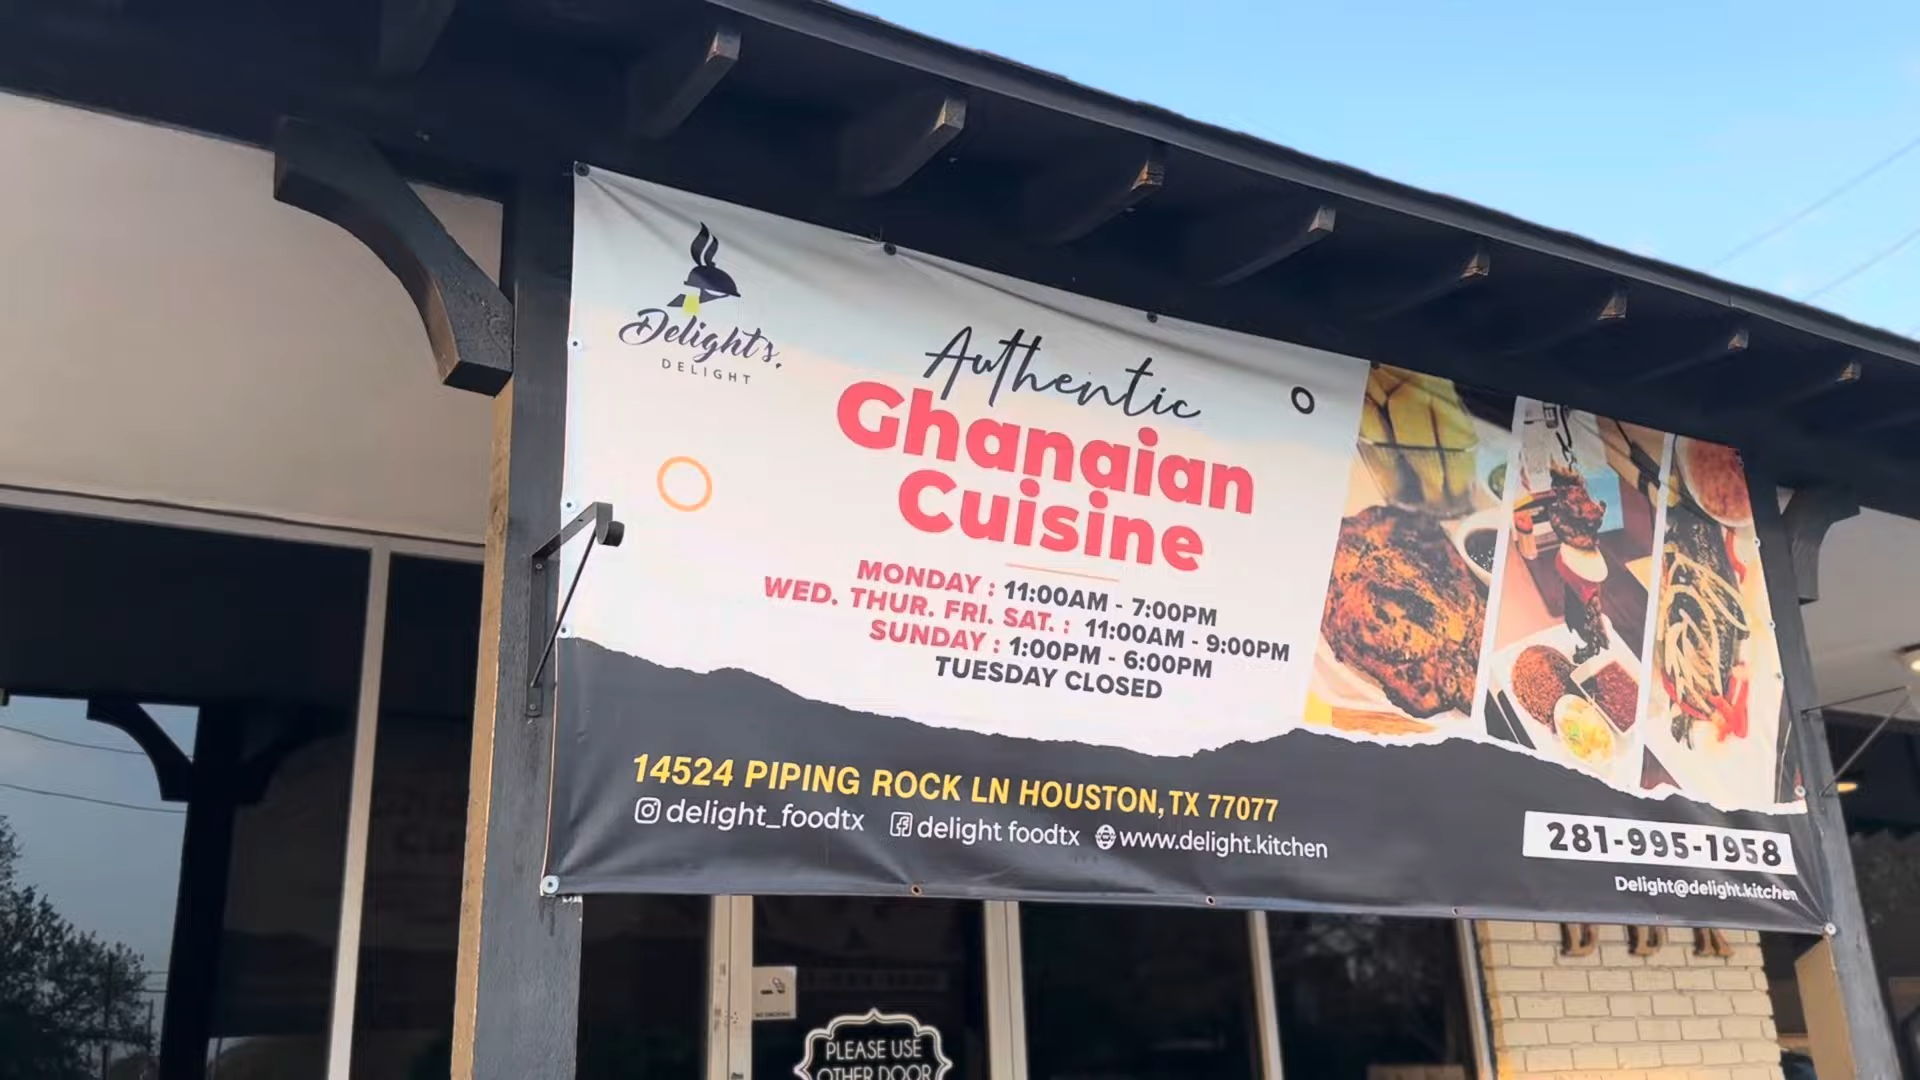 Delight's.
DELIGHT
Authentic
Ghanaian
Cuisine
MONDAY : 11:00AM - 7:00PM
WED. THUR. FRI. SAT. : 11:00AM - 9:00PM
SUNDAY : 1:00PM - 6:00PM
TUESDAY CLOSED
14524 PIPING ROCK LN HOUSTON, TX 77077
delight_foodtx delight foodtx www.delight.kitchen
281-995-1958
Delight@delight.kitchen
NO SMOKING
PLEASE USE
OTHER DOOR